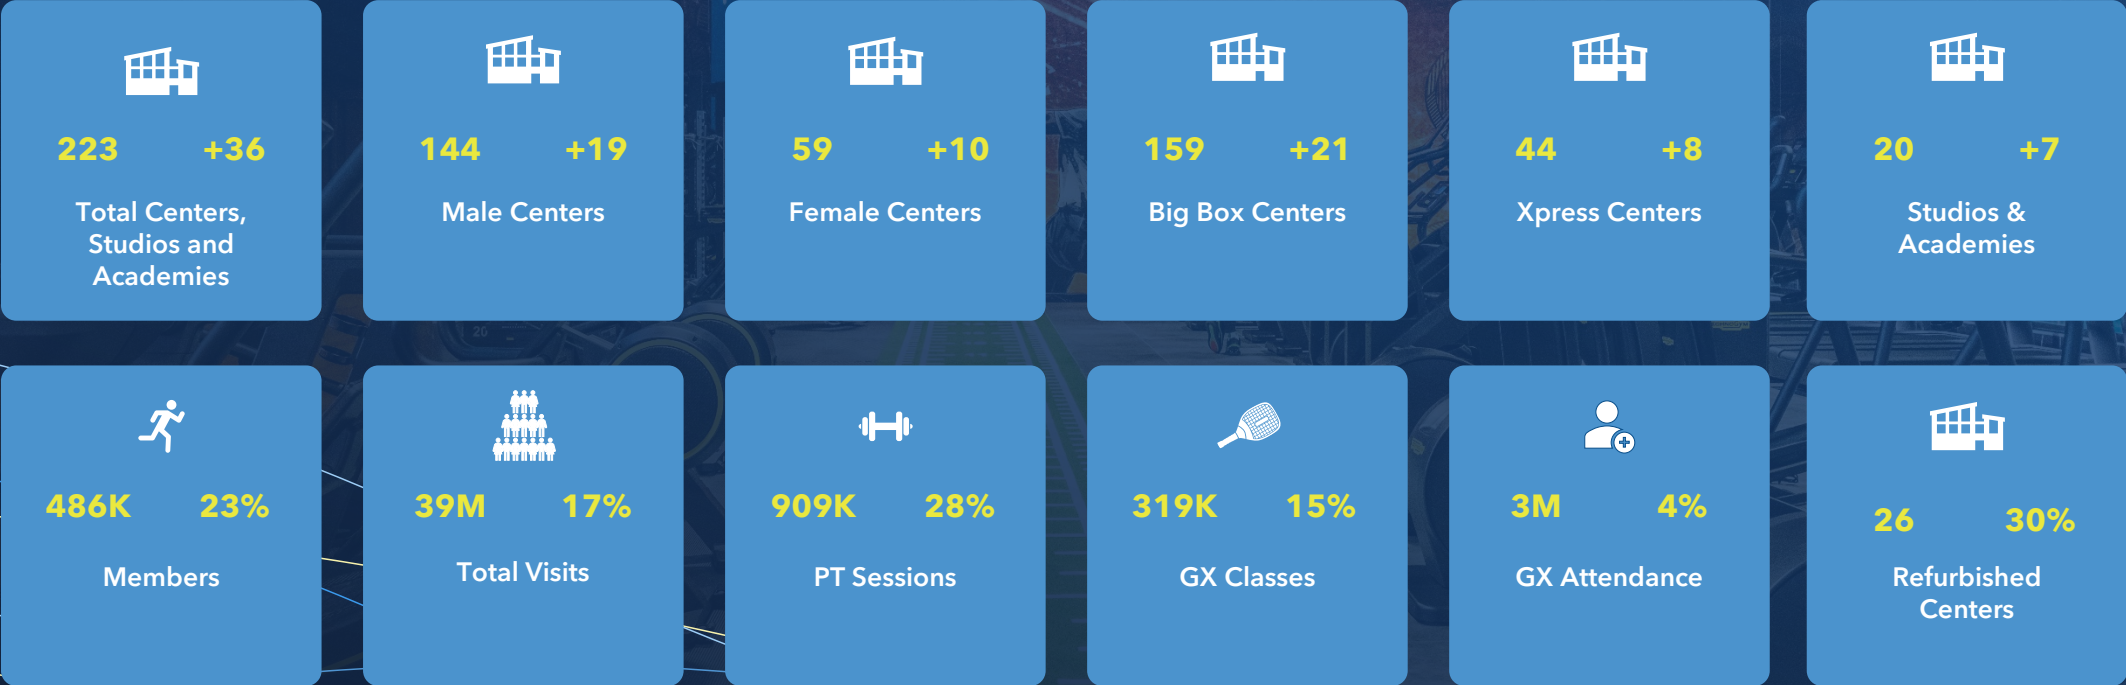 223 +36
Total Centers,
Studios and
Academies
144 +19
Male Centers
59 +10
Female Centers
159 +21
Big Box Centers
44 +8
Xpress Centers
20 +7
Studios &
Academies
20
486K 23%
Members
39M 17%
Total Visits
909K 28%
PT Sessions
319K 15%
GX Classes
3M 4%
GX Attendance
26 30%
Refurbished
Centers